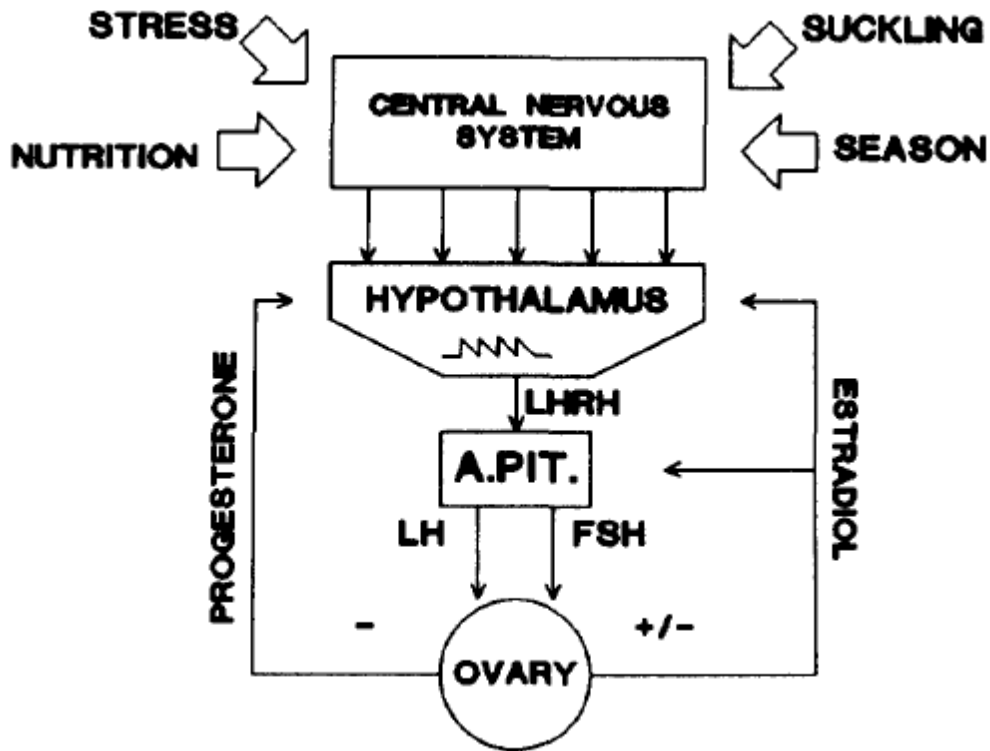 STRESS
SUCKLING
CENTRAL NERVOUS
SYSTEM
NUTRITION
SEASON
HYPOTHALAMUS
PROGESTERONE
LHRH
ESTRADIOL
A.PIT.
LH
FSH
-
+/-
OVARY